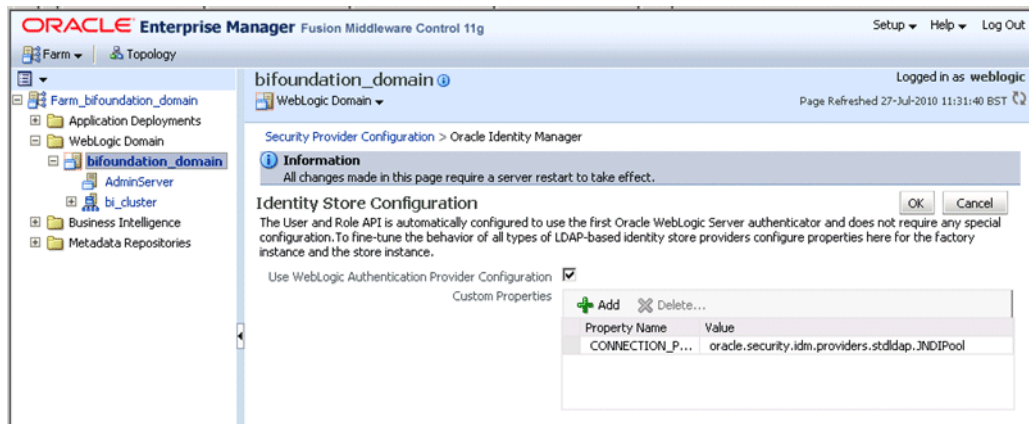 ORACLE Enterprise Manager Fusion Middleware Control 11g
Setup Help Log Out
Farm Topology
bifoundation_domain
Logged in as weblogic
WebLogic Domain
Page Refreshed 27-Jul-2010 11:31:40 BST
Farm_bifoundation_domain
Application Deployments
WebLogic Domain
bifoundation_domain
AdminServer
bi_cluster
Business Intelligence
Metadata Repositories
Security Provider Configuration > Oracle Identity Manager
Information
All changes made in this page require a server restart to take effect.
Identity Store Configuration
OK Cancel
The User and Role API is automatically configured to use the first Oracle WebLogic Server authenticator and does not require any special
configuration.To fine-tune the behavior of all types of LDAP-based identity store providers configure properties here for the factory
instance and the store instance.
Use WebLogic Authentication Provider Configuration
Custom Properties
Add Delete...
Property Name Value
CONNECTION_P... oracle.security.idm.providers.stdldap.JNDIPool